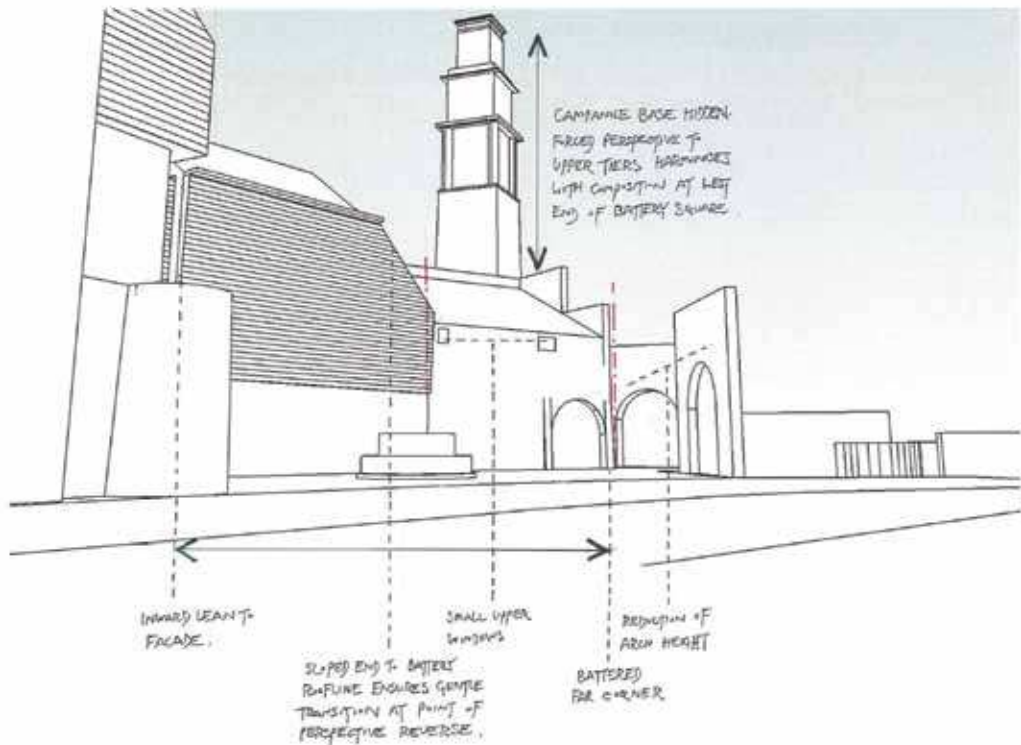 CAMPANILE BASE HIDDEN.
FORCED PERSPECTIVE TO
UPPER TIERS HARMONISES
WITH COMPOSITION AT WEST
END OF BATTERY SQUARE.
INWARD LEAN TO
FACADE.
SLOPED END TO BATTERY
ROOFLINE ENSURES GENTLE
TRANSITION AT POINT OF
PERSPECTIVE REVERSE.
SMALL UPPER
WINDOWS
BATTERED
FAR CORNER
REDUCTION OF
ARCH HEIGHT